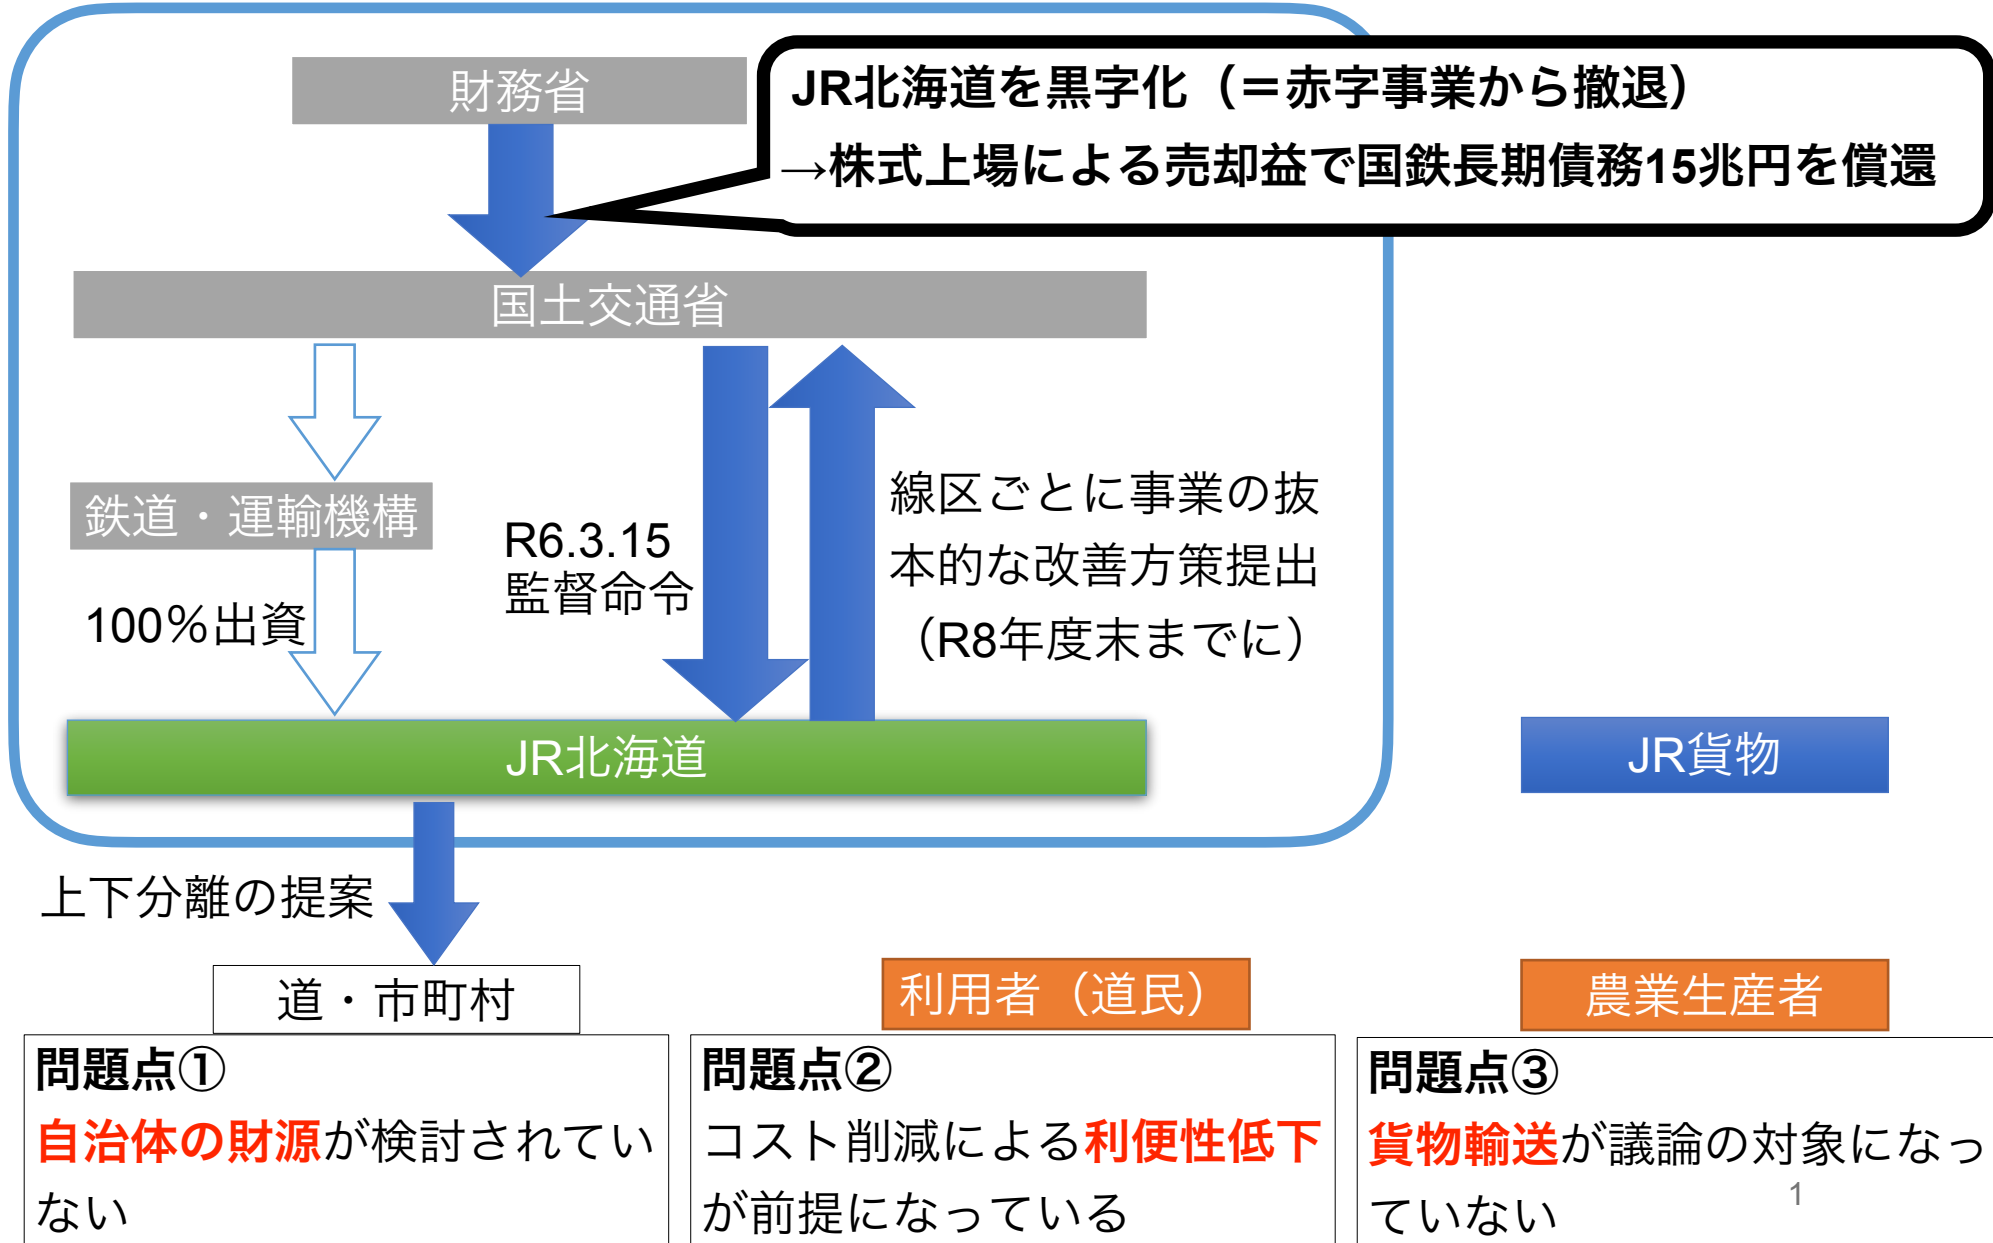 財務省
JR北海道を黒字化（＝赤字事業から撤退）
→株式上場による売却益で国鉄長期債務15兆円を償還
国土交通省
鉄道・運輸機構
100％出資
R6.3.15
監督命令
線区ごとに事業の抜
本的な改善方策提出
（R8年度末までに）
JR北海道
JR貨物
上下分離の提案
道・市町村
利用者（道民）
農業生産者
問題点①
自治体の財源が検討されてい
ない
問題点②
コスト削減による利便性低下
が前提になっている
問題点③
貨物輸送が議論の対象になっ
ていない
1